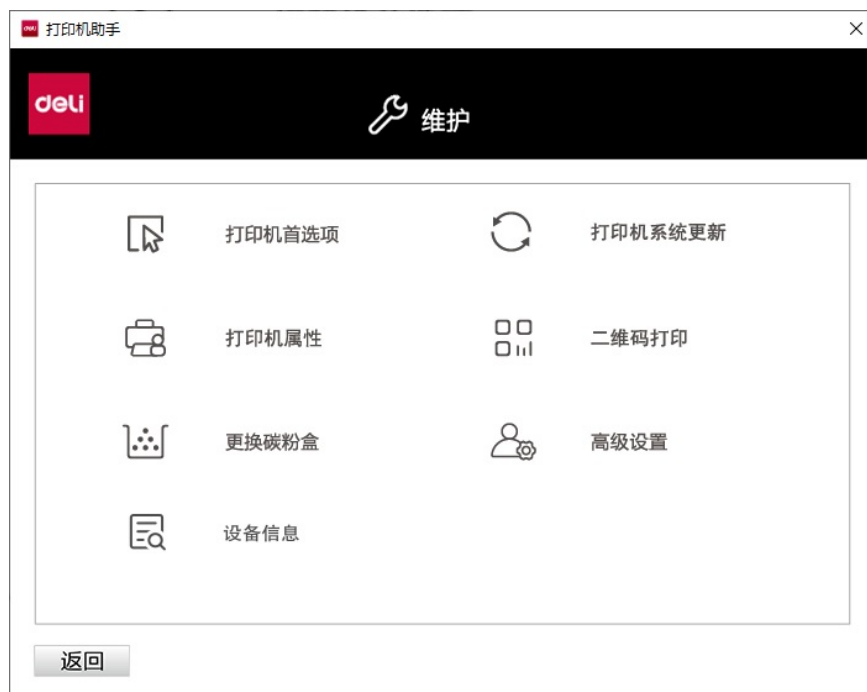 deli 打印机助手
deli
维护
打印机首选项
打印机系统更新
打印机属性
二维码打印
更换碳粉盒
高级设置
设备信息
返回